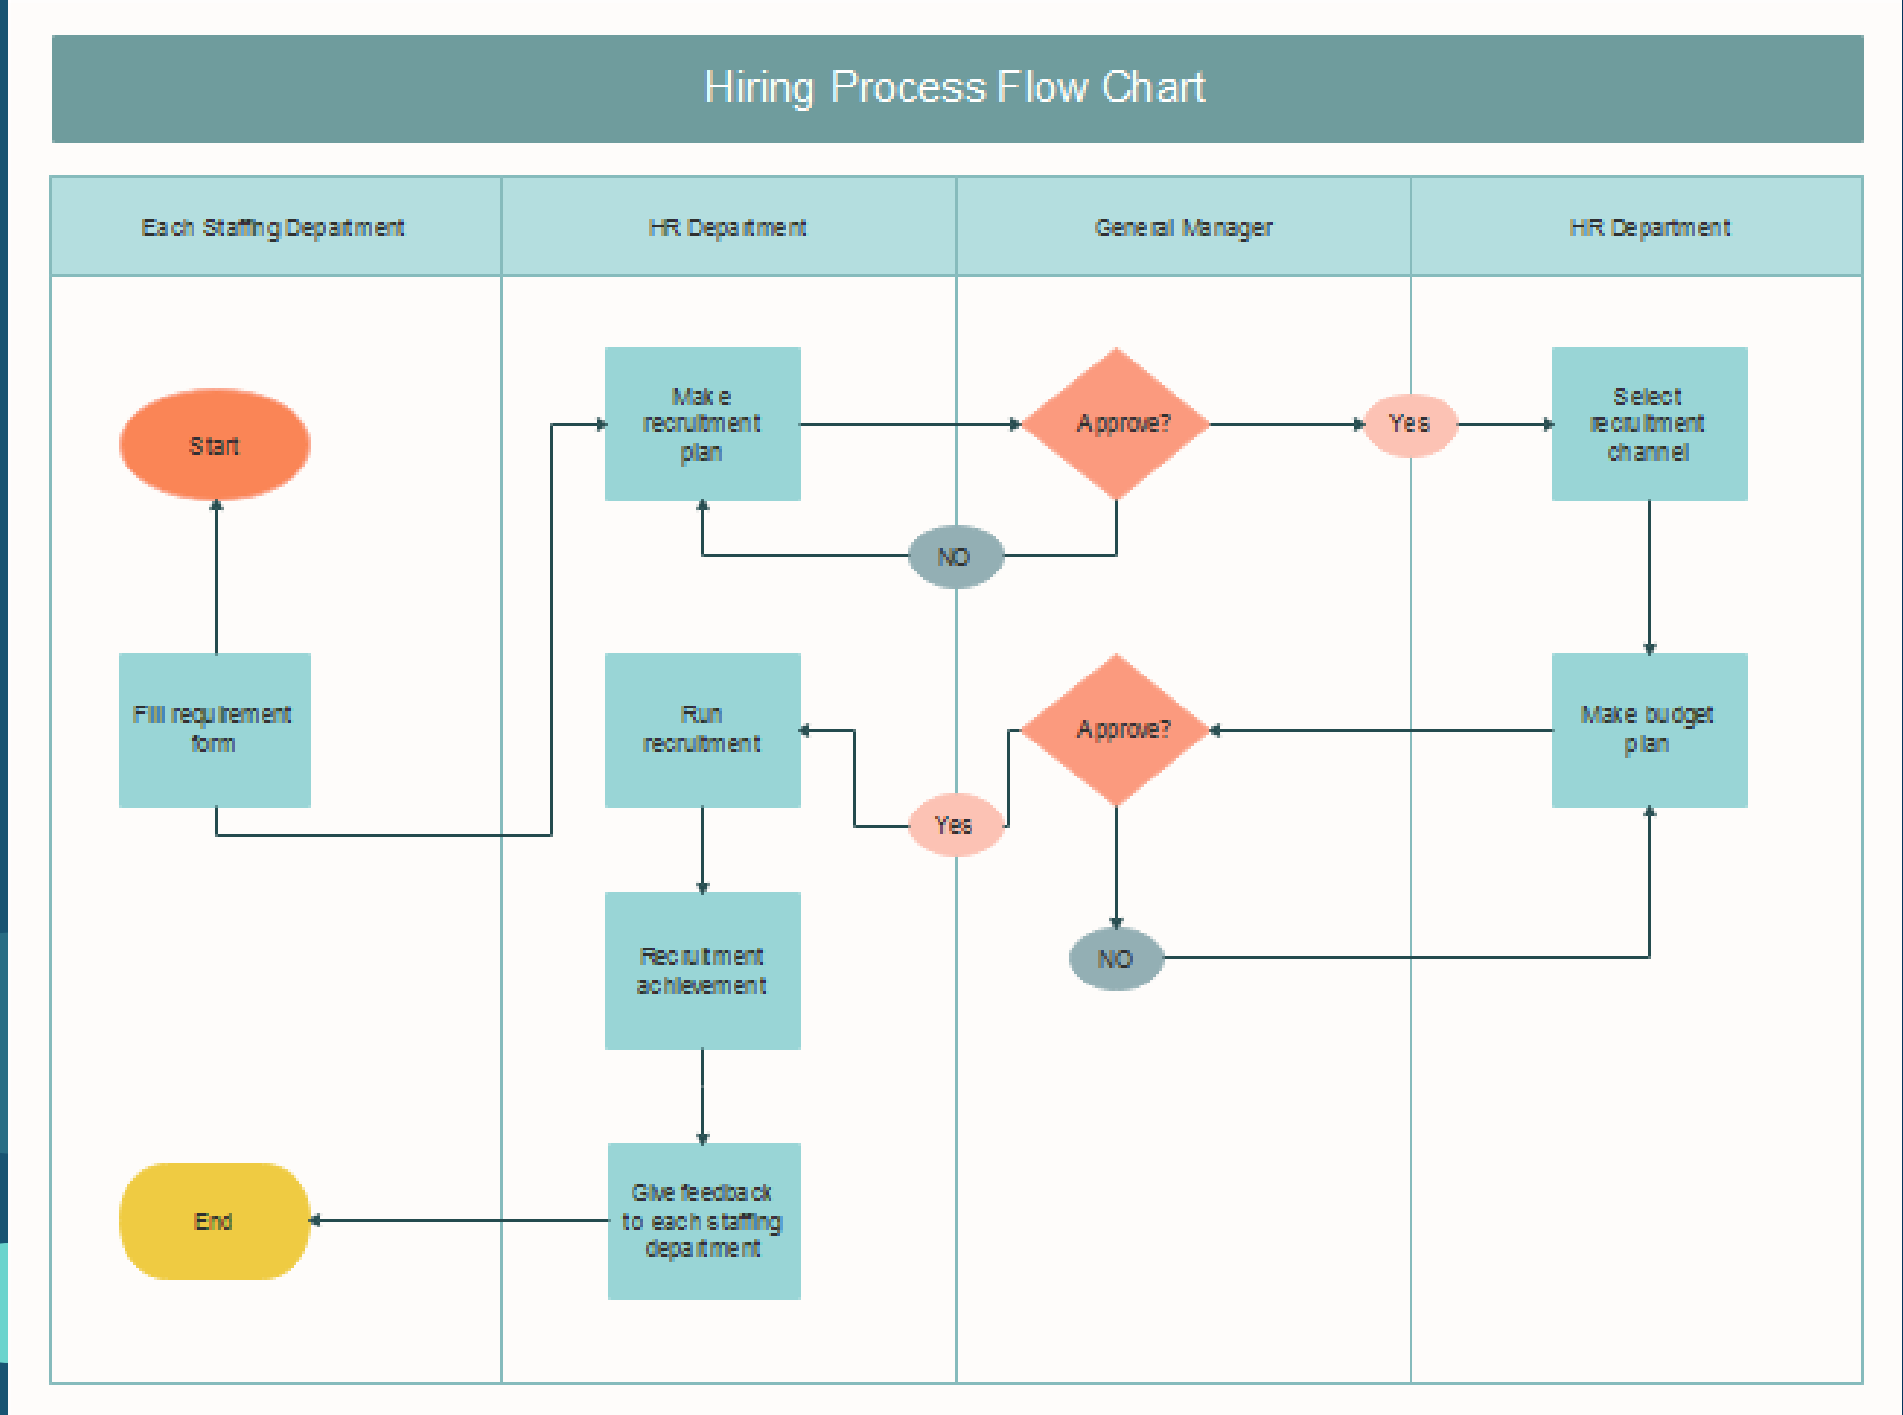 Hiring Process Flow Chart
Each Staffing Department
HR Department
General Manager
HR Department
Start
Make
recruitment
plan
Approve?
Yes
Select
recruitment
channel
NO
Fill requirement
form
Run
recruitment
Approve?
Make budget
plan
Yes
Recruitment
achievement
NO
Give feedback
to each staffing
department
End